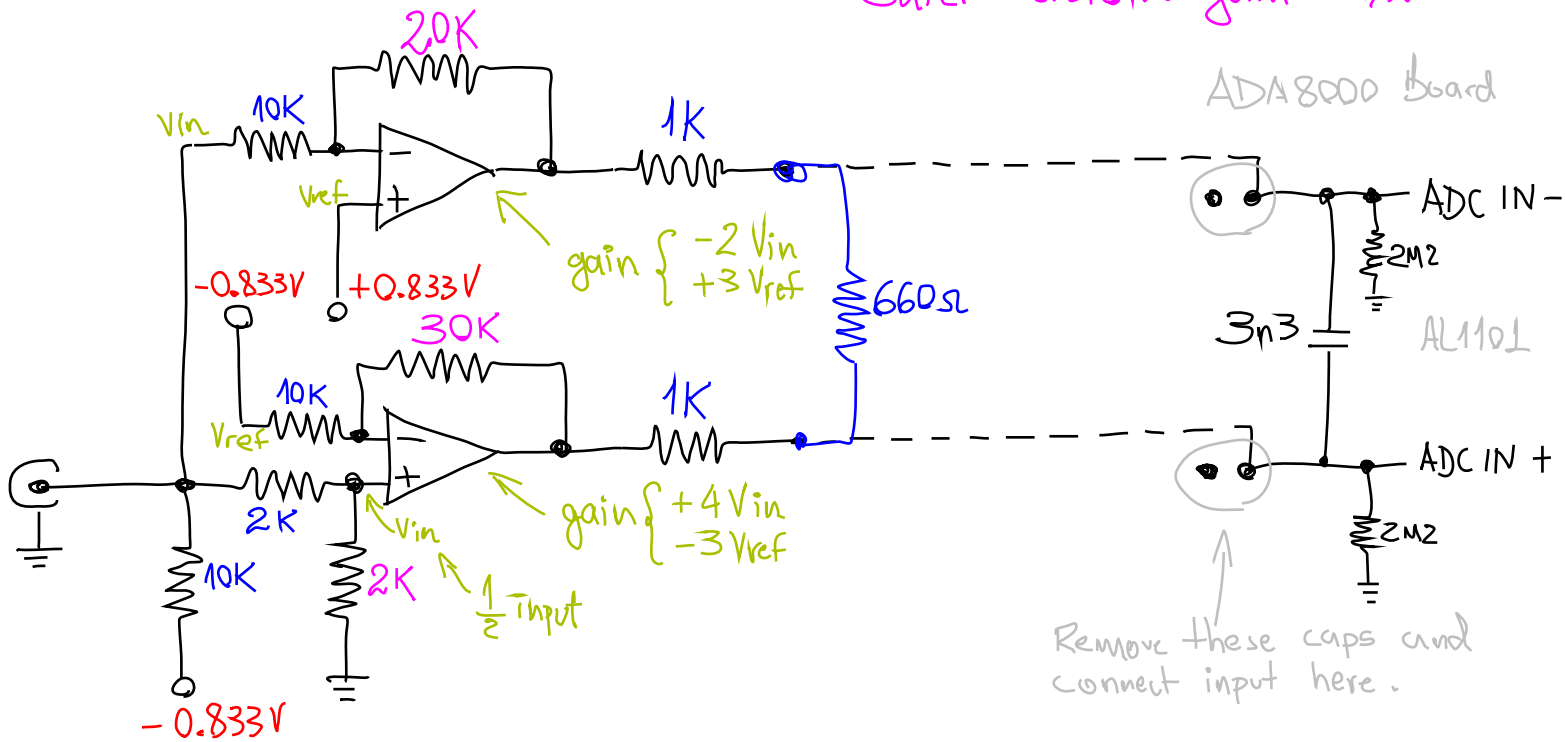 gain
20K
ADA8000 Board
10K
1K
Vin
−
Vref
+
ADC IN -
-2 Vin
gain
+3 Vref
2M2
-0.833V
+0.833V
660Ω
30K
3n3
AL1101
10K
1K
Vref
−
+
ADC IN +
2K
Vin
+4 Vin
gain
-3 Vref
2M2
10K
2K
1/2 input
Remove these caps and
connect input here.
-0.833V